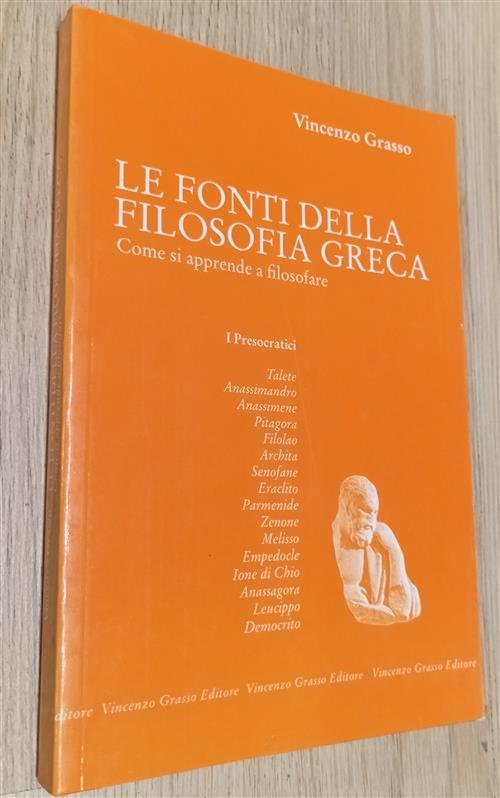 Vincenzo Grasso
LE FONTI DELLA
FILOSOFIA GRECA
Come si apprende a filosofare
I Presocratici
Talete
Anassimandro
Anassimene
Pitagora
Filolao
Archita
Senofane
Eraclito
Parmenide
Zenone
Melisso
Empedocle
Ione di Chio
Anassagora
Leucippo
Democrito
ditore Vincenzo Grasso Editore Vincenzo Grasso Editore Vincenzo Grasso Editore